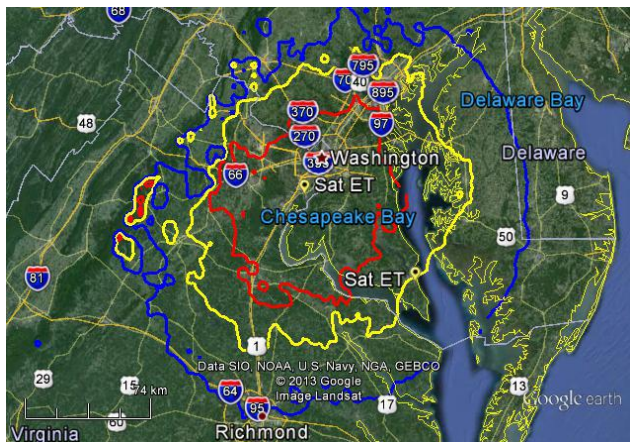 68
795
70
40
895
48
370
97
270
Delaware Bay
Washington
Delaware
66
Sat ET
9
Chesapeake Bay
50
81
Sat ET
1
Data SIO, NOAA, U.S. Navy, NGA, GEBCO
© 2013 Google
Image Landsat
29
15
74 km
64
95
17
13
Google earth
60
Virginia
Richmond